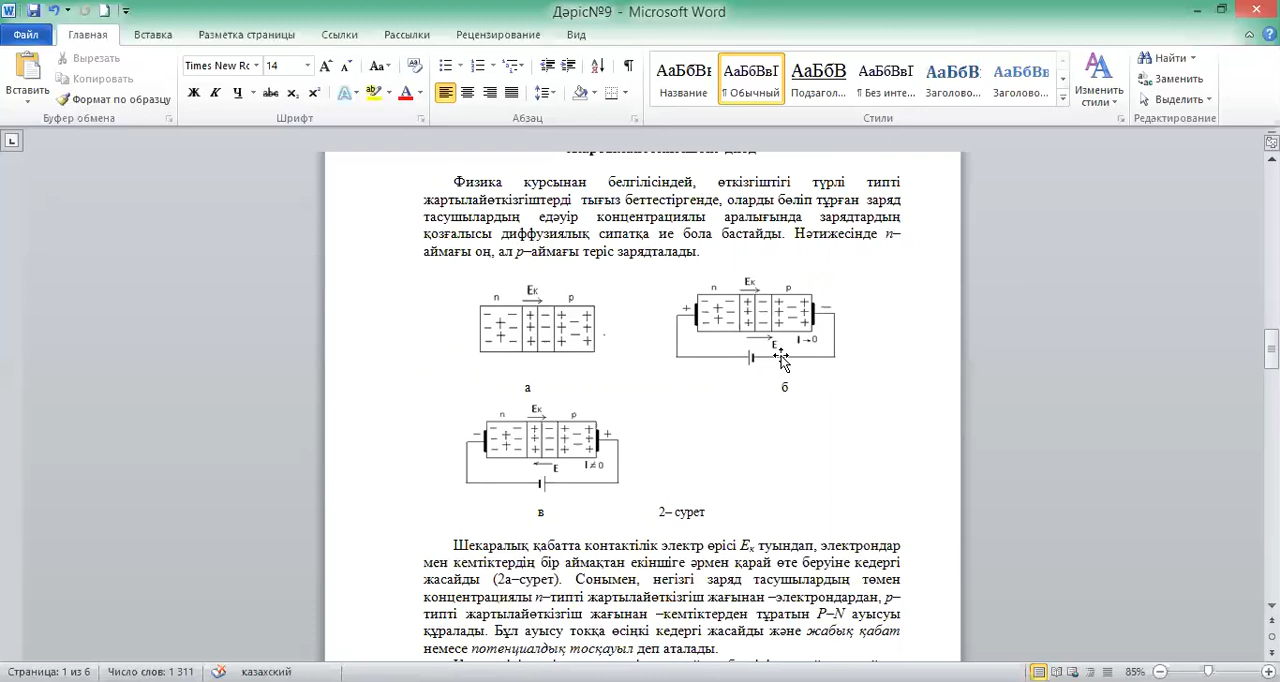 Дәріс№9 - Microsoft Word
Файл Главная Вставка Разметка страницы Ссылки Рассылки Рецензирование Вид
Вставить
Вырезать
Копировать
Формат по образцу
Буфер обмена
Times New Rc 14
Ж К Ч abc x₂ x²
Шрифт
Абзац
АаБбВı АаБбВвГ АаБбВ АаБбВвГ АаБбВ: АаБбВв
Название ¶ Обычный Подзагол... ¶ Без инте... Заголово... Заголово...
Стили
Изменить стили
Найти
Заменить
Выделить
Редактирование
Физика курсынан белгілісіндей, өткізгіштігі түрлі типті
жартылайөткізгіштерді тығыз беттестіргенде, оларды бөліп тұрған заряд
тасушылардың едәуір концентрациялы аралығында зарядтардың
қозғалысы диффузиялық сипатқа ие бола бастайды. Нәтижесінде n–
аймағы оң, ал р–аймағы теріс зарядталады.
n Eк p
n Eк p
+ −
E I→0
а б
n Eк p
− +
E I≠0
в 2– сурет
Шекаралық қабатта контактілік электр өрісі Eк туындап, электрондар
мен кемтіктердің бір аймақтан екіншіге әрмен қарай өте беруіне кедергі
жасайды (2а–сурет). Сонымен, негізгі заряд тасушылардың төмен
концентрациялы n–типті жартылайөткізгіш жағынан –электрондардан, р–
типті жартылайөткізгіш жағынан –кемтіктерден тұратын P–N ауысуы
құралады. Бұл ауысу тоққа өсіңкі кедергі жасайды және жабық қабат
немесе потенциалдық тосқауыл деп аталады.
Страница: 1 из 6 Число слов: 1 311 казахский 85%